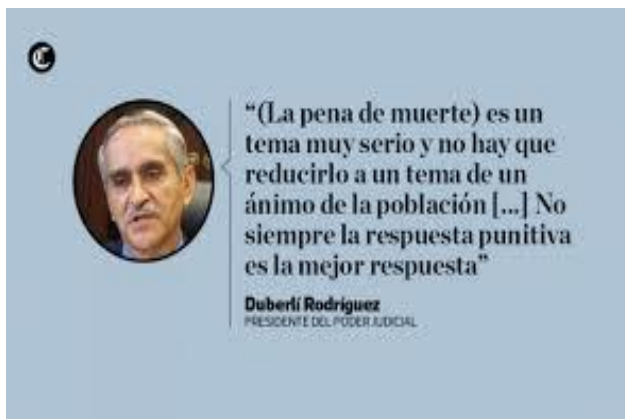 “(La pena de muerte) es un
tema muy serio y no hay que
reducirlo a un tema de un
ánimo de la población [...] No
siempre la respuesta punitiva
es la mejor respuesta”
Duberlí Rodríguez
PRESIDENTE DEL PODER JUDICIAL